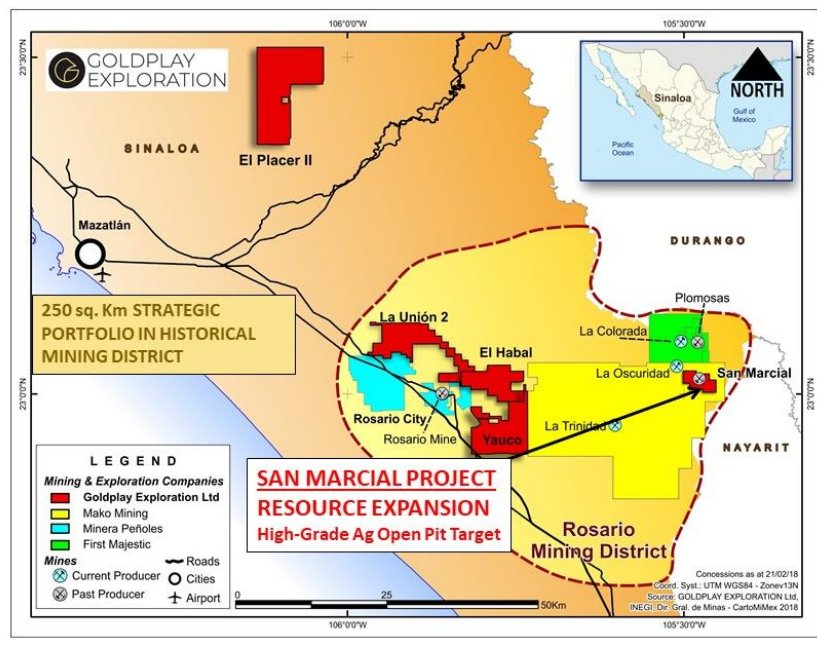 106°0'0"W
105°30'0"W
23°30'0"N
23°30'0"N
GOLDPLAY
EXPLORATION
El Placer II
SINALOA
Sinaloa
Gulf of
Mexico
Pacific
Ocean
NORTH
Mazatlán
DURANGO
250 sq. Km STRATEGIC
PORTFOLIO IN HISTORICAL
MINING DISTRICT
Plomosas
La Unión 2
La Colorada
El Habal
La Oscuridad
San Marcial
23°0'0"N
23°0'0"N
Rosario City
Rosario Mine
Yauco
La Trinidad
NAYARIT
SAN MARCIAL PROJECT
RESOURCE EXPANSION
High-Grade Ag Open Pit Target
Rosario
Mining District
LEGEND
Mining & Exploration Companies
Goldplay Exploration Ltd
Mako Mining
Minera Peñoles
First Majestic
Mines
Current Producer
Past Producer
Roads
Cities
Airport
0
25
50Km
Concessions as at 21/02/18
Coord. Syst.: UTM WGS84 - Zonev13N
Source: GOLDPLAY EXPLORATION Ltd,
INEGI, Dir. Gral. de Minas - CartoMiMex 2018
106°0'0"W
105°30'0"W